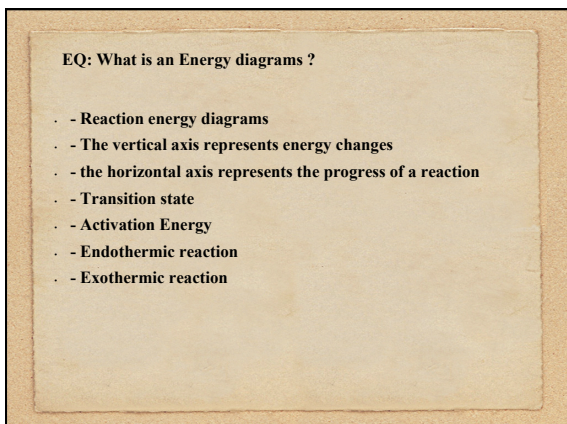 EQ: What is an Energy diagrams ?
· - Reaction energy diagrams
· - The vertical axis represents energy changes
· - the horizontal axis represents the progress of a reaction
· - Transition state
· - Activation Energy
· - Endothermic reaction
· - Exothermic reaction